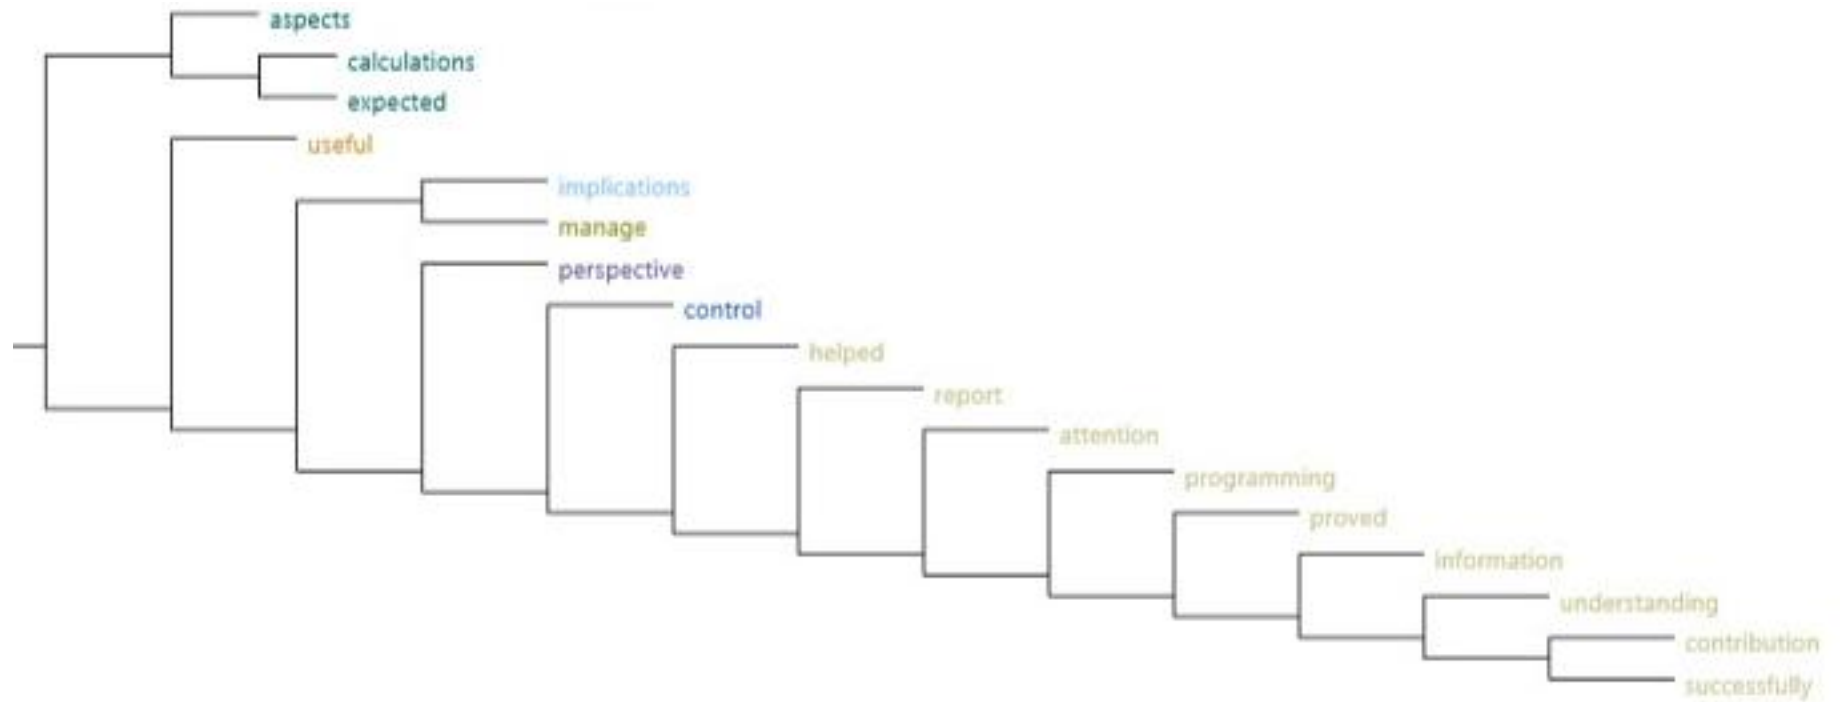 aspects
calculations
expected
useful
implications
manage
perspective
control
helped
report
attention
programming
proved
information
understanding
contribution
successfully